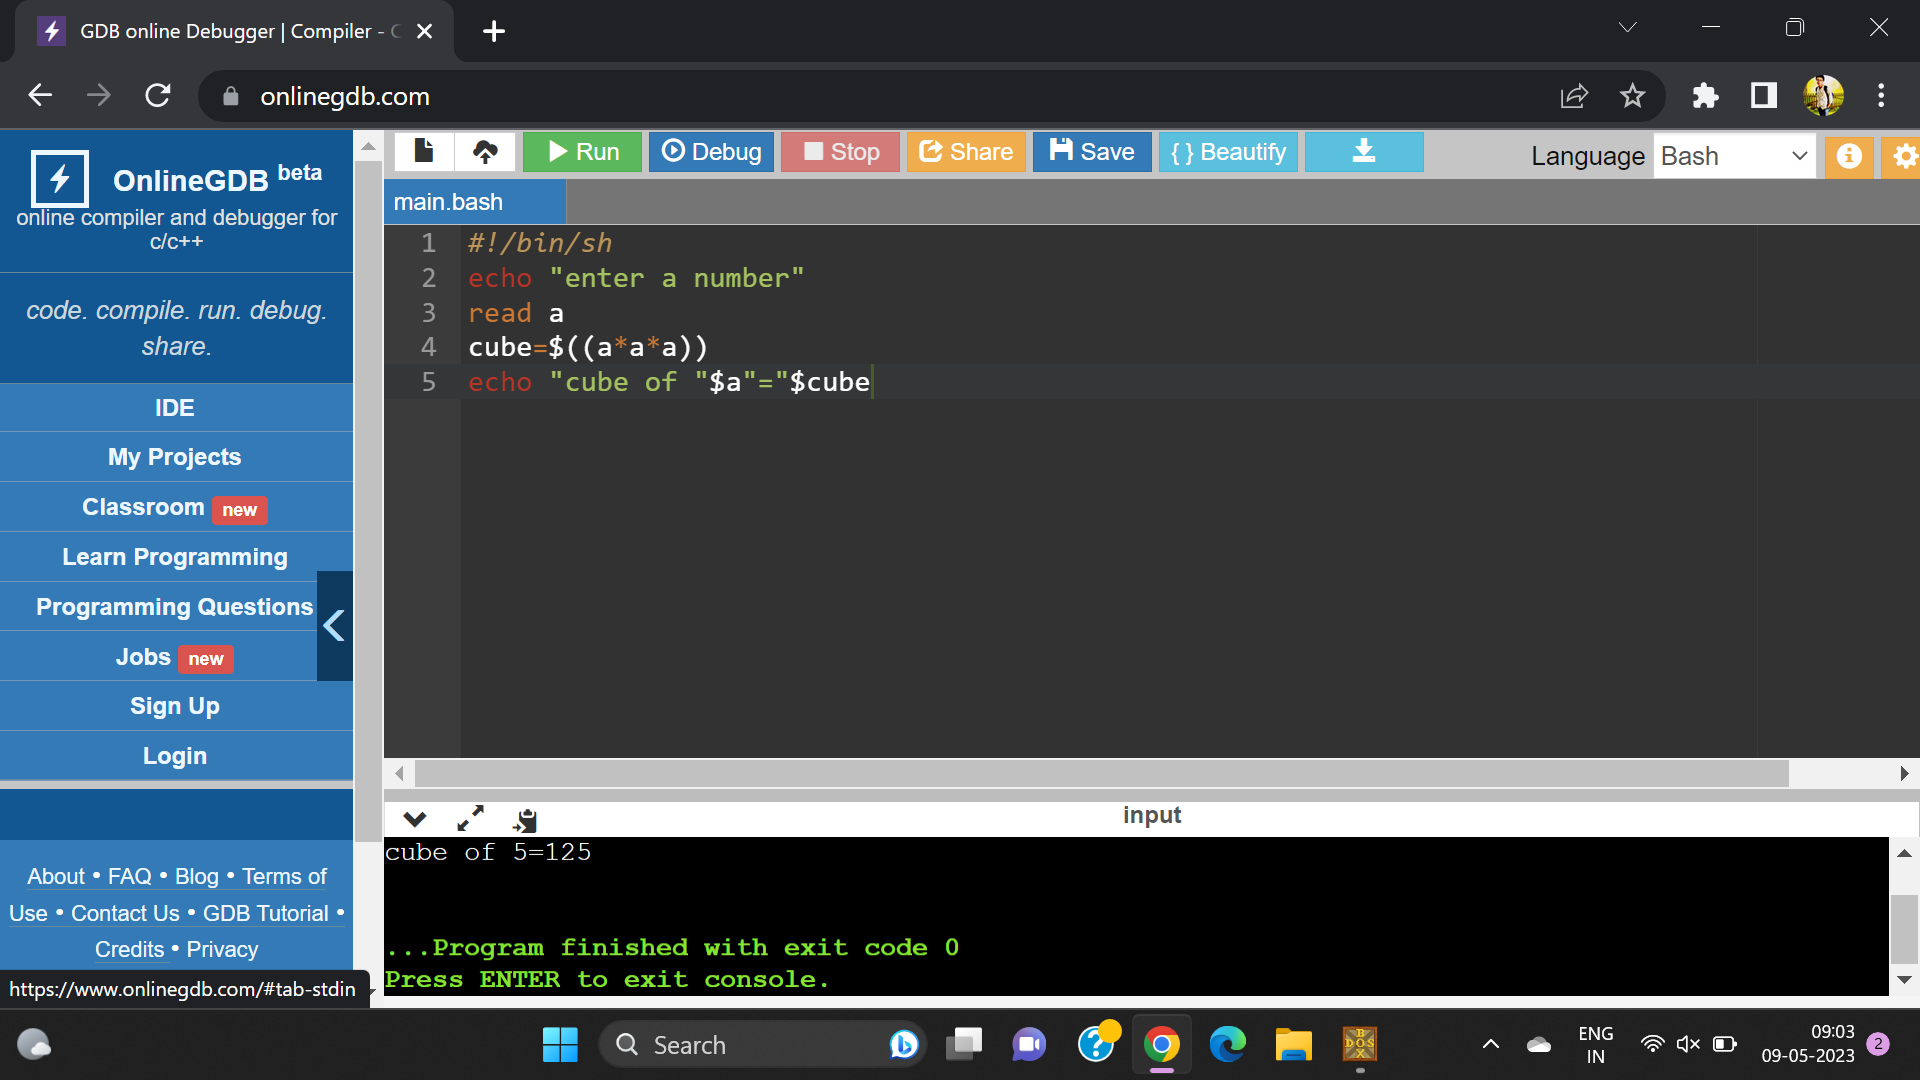 GDB online Debugger | Compiler -
onlinegdb.com
OnlineGDB beta
online compiler and debugger for
c/c++
code. compile. run. debug.
share.
IDE
My Projects
Classroom new
Learn Programming
Programming Questions
Jobs new
Sign Up
Login
About • FAQ • Blog • Terms of
Use • Contact Us • GDB Tutorial •
Credits • Privacy
https://www.onlinegdb.com/#tab-stdin
Run Debug Stop Share Save { } Beautify Language Bash
main.bash
1 #!/bin/sh
2 echo "enter a number"
3 read a
4 cube=$((a*a*a))
5 echo "cube of "$a"="$cube
input
cube of 5=125
...Program finished with exit code 0
Press ENTER to exit console.
Search
BOX
DOS
ENG
IN
09:03
09-05-2023
2